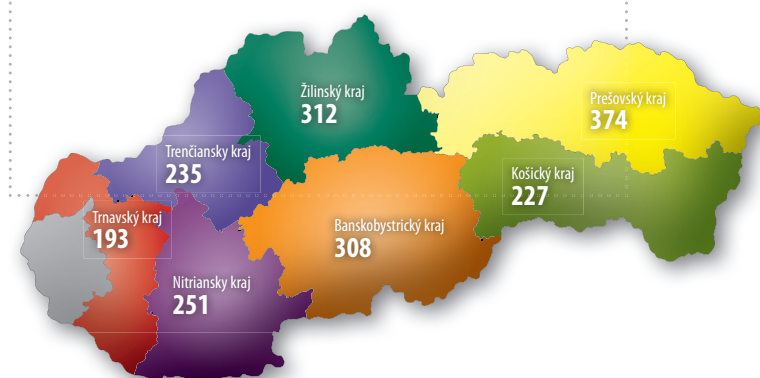 Žilinský kraj
312
Prešovský kraj
374
Trenčiansky kraj
235
Košický kraj
227
Trnavský kraj
193
Banskobystrický kraj
308
Nitriansky kraj
251